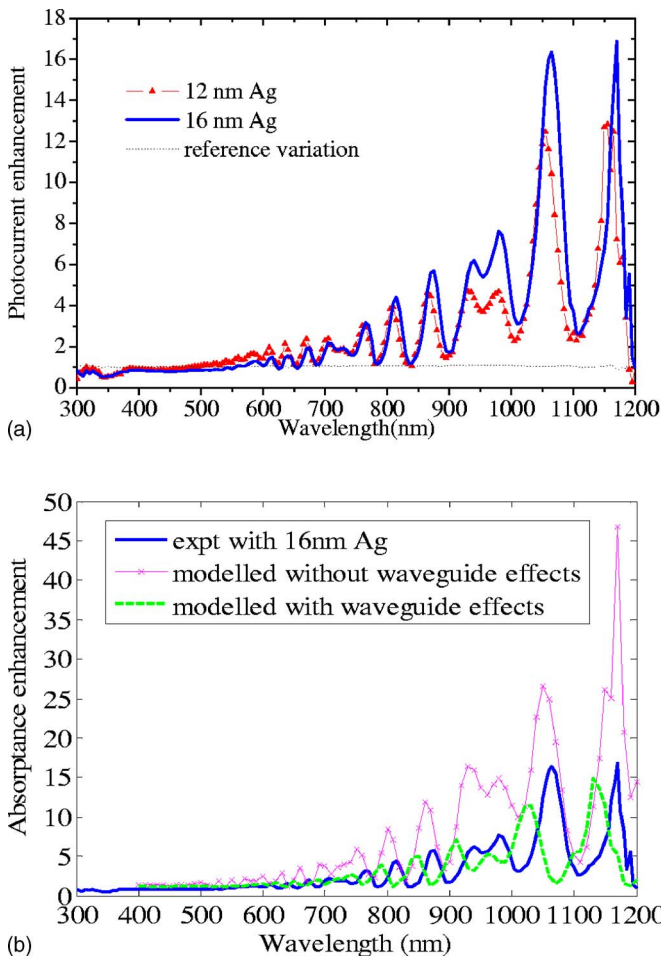 18
16
14
12
10
8
6
4
2
0
Photocurrent enhancement
12 nm Ag
16 nm Ag
reference variation
300 400 500 600 700 800 900 1000 1100 1200
Wavelength(nm)
(a)
50
45
40
35
30
25
20
15
10
5
0
Absorptance enhancement
expt with 16nm Ag
modelled without waveguide effects
modelled with waveguide effects
300 400 500 600 700 800 900 1000 1100 1200
Wavelength (nm)
(b)